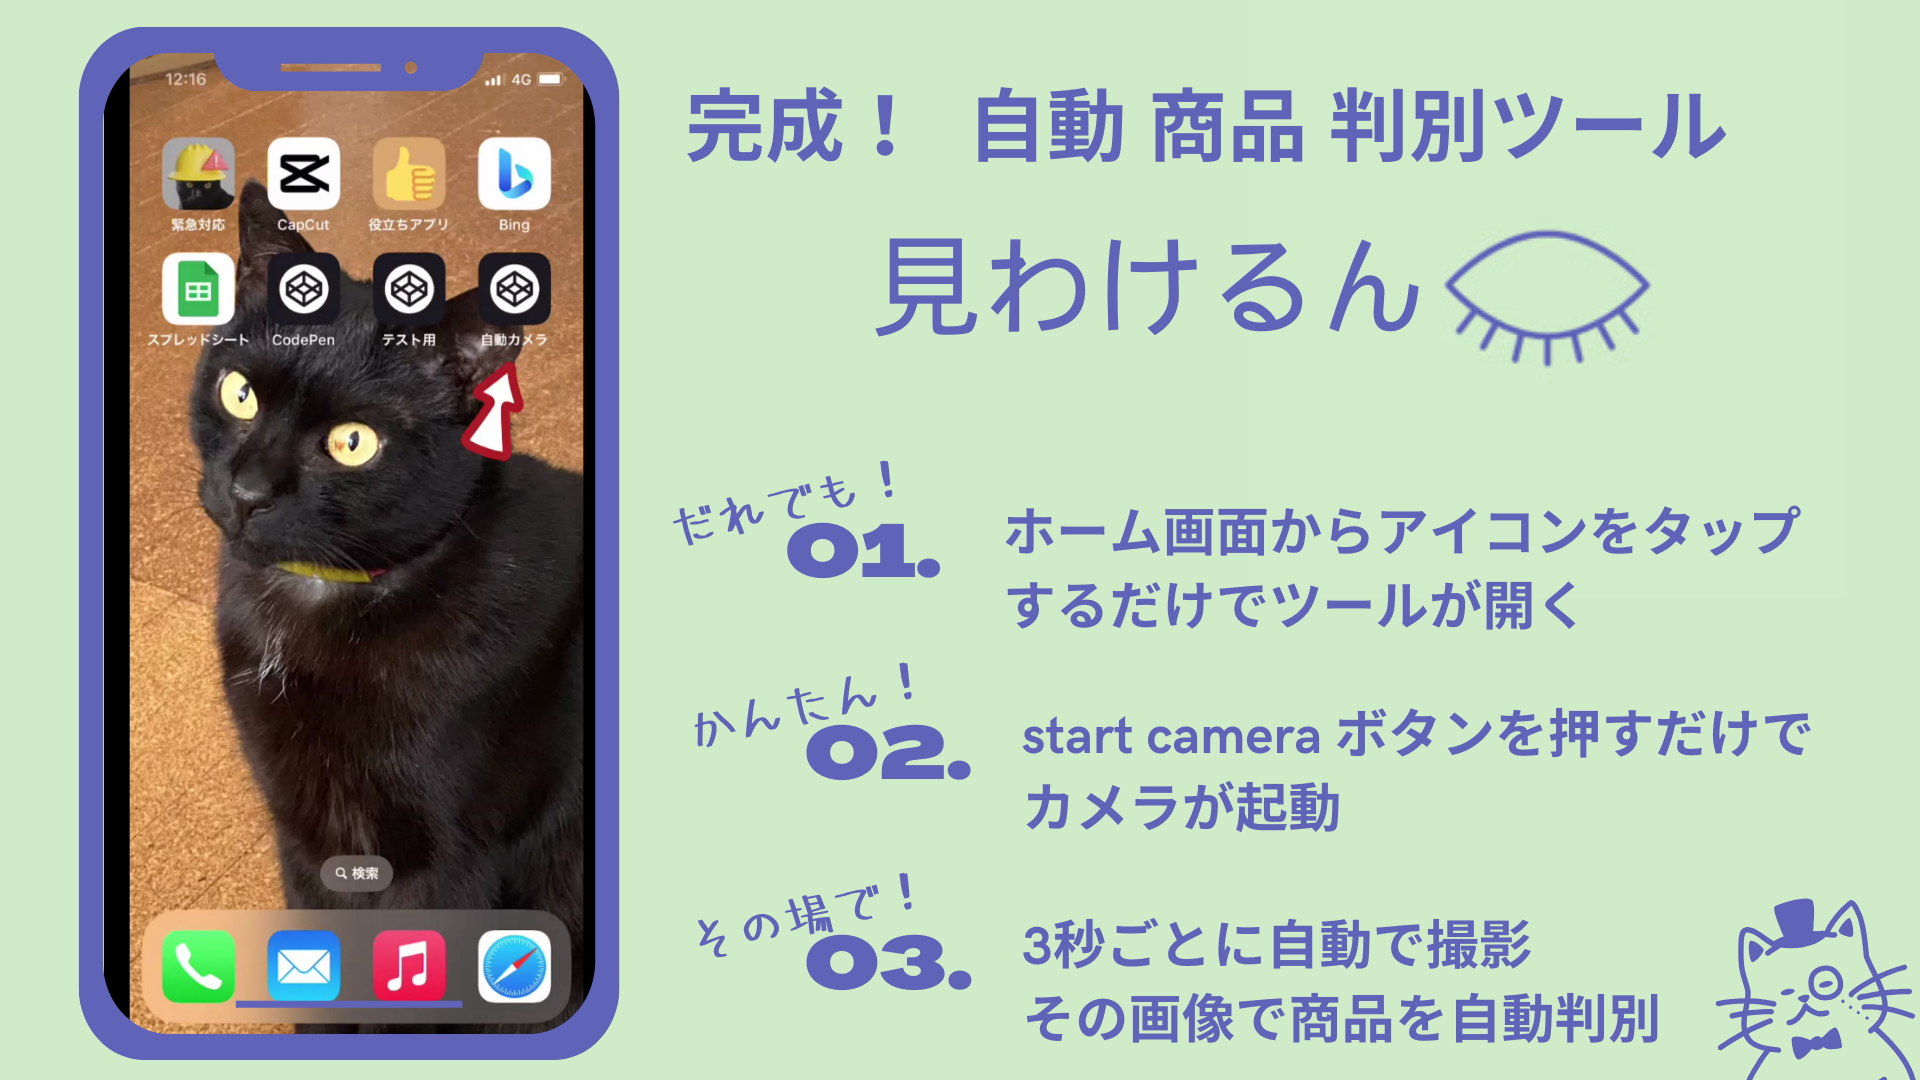 12:16
4G
緊急対応
CapCut
役立ちアプリ
Bing
スプレッドシート
CodePen
テスト用
自動カメラ
検索
完成！ 自動 商品 判別ツール
見わけるん
だれでも！
01.
ホーム画面からアイコンをタップ
するだけでツールが開く
かんたん！
02.
start camera ボタンを押すだけで
カメラが起動
その場で！
03.
3秒ごとに自動で撮影
その画像で商品を自動判別